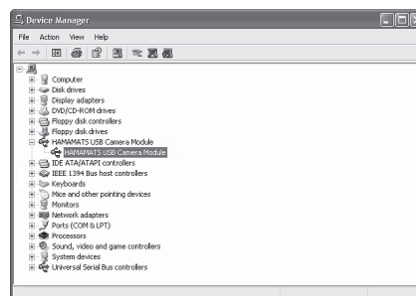 Device Manager
File Action View Help
Computer
Disk drives
Display adapters
DVD/CD-ROM drives
Floppy disk controllers
Floppy disk drives
HAMAMATS USB Camera Module
HAMAMATS USB Camera Module
IDE ATA/ATAPI controllers
IEEE 1394 Bus host controllers
Keyboards
Mice and other pointing devices
Monitors
Network adapters
Ports (COM & LPT)
Processors
Sound, video and game controllers
System devices
Universal Serial Bus controllers